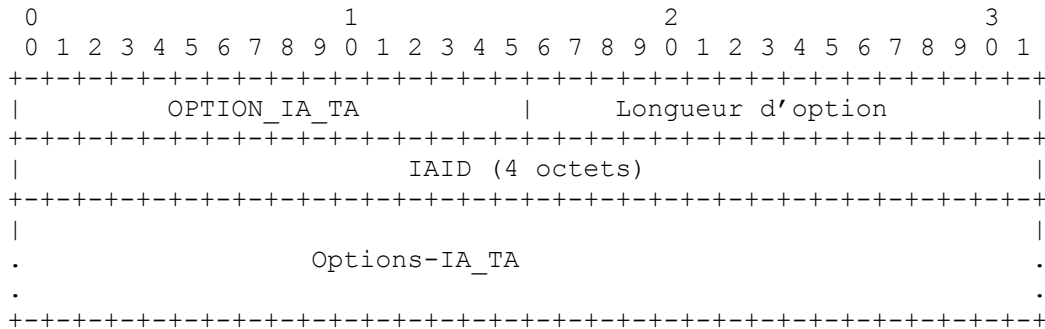 0                   1                   2                   3
 0 1 2 3 4 5 6 7 8 9 0 1 2 3 4 5 6 7 8 9 0 1 2 3 4 5 6 7 8 9 0 1
+-+-+-+-+-+-+-+-+-+-+-+-+-+-+-+-+-+-+-+-+-+-+-+-+-+-+-+-+-+-+-+-+
|         OPTION_IA_TA          |     Longueur d’option         |
+-+-+-+-+-+-+-+-+-+-+-+-+-+-+-+-+-+-+-+-+-+-+-+-+-+-+-+-+-+-+-+-+
|                        IAID (4 octets)                        |
+-+-+-+-+-+-+-+-+-+-+-+-+-+-+-+-+-+-+-+-+-+-+-+-+-+-+-+-+-+-+-+-+
|                                                               |
.                  Options-IA_TA                                .
.                                                               .
+-+-+-+-+-+-+-+-+-+-+-+-+-+-+-+-+-+-+-+-+-+-+-+-+-+-+-+-+-+-+-+-+